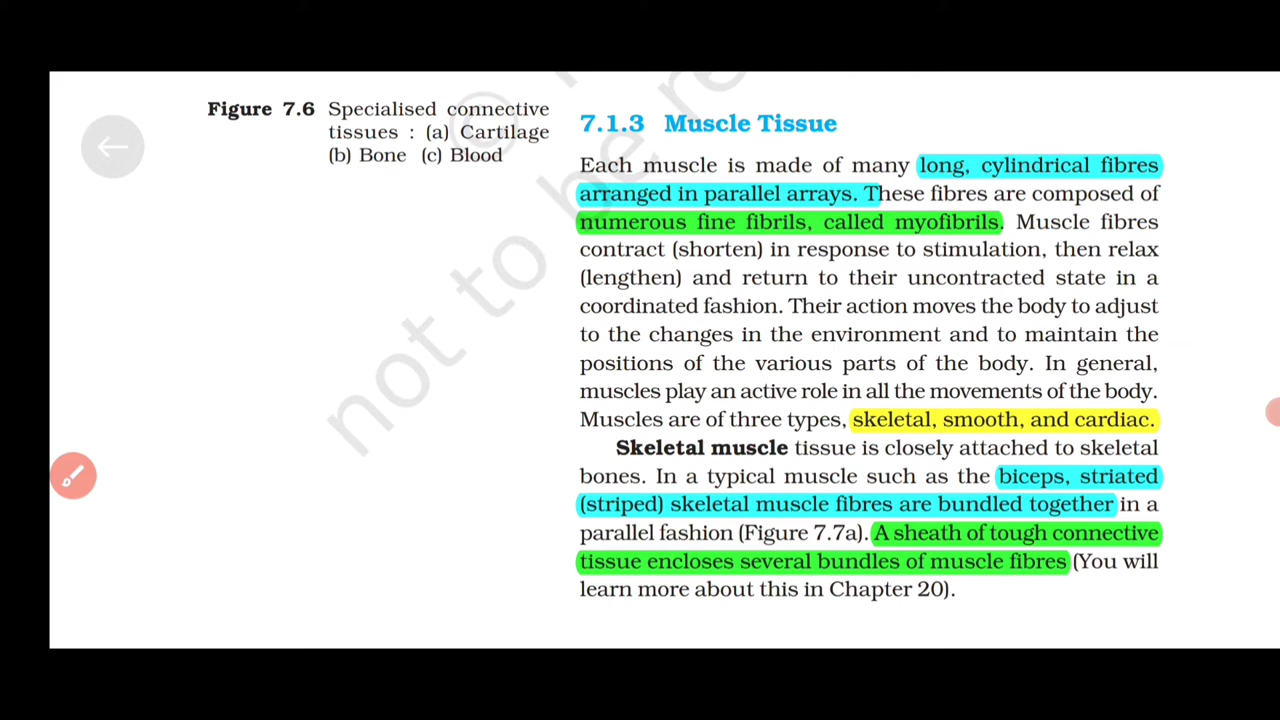 Figure 7.6 Specialised connective
tissues : (a) Cartilage
(b) Bone (c) Blood
7.1.3 Muscle Tissue
Each muscle is made of many long, cylindrical fibres
arranged in parallel arrays. These fibres are composed of
numerous fine fibrils, called myofibrils. Muscle fibres
contract (shorten) in response to stimulation, then relax
(lengthen) and return to their uncontracted state in a
coordinated fashion. Their action moves the body to adjust
to the changes in the environment and to maintain the
positions of the various parts of the body. In general,
muscles play an active role in all the movements of the body.
Muscles are of three types, skeletal, smooth, and cardiac.
Skeletal muscle tissue is closely attached to skeletal
bones. In a typical muscle such as the biceps, striated
(striped) skeletal muscle fibres are bundled together in a
parallel fashion (Figure 7.7a). A sheath of tough connective
tissue encloses several bundles of muscle fibres (You will
learn more about this in Chapter 20).
©
not to be re